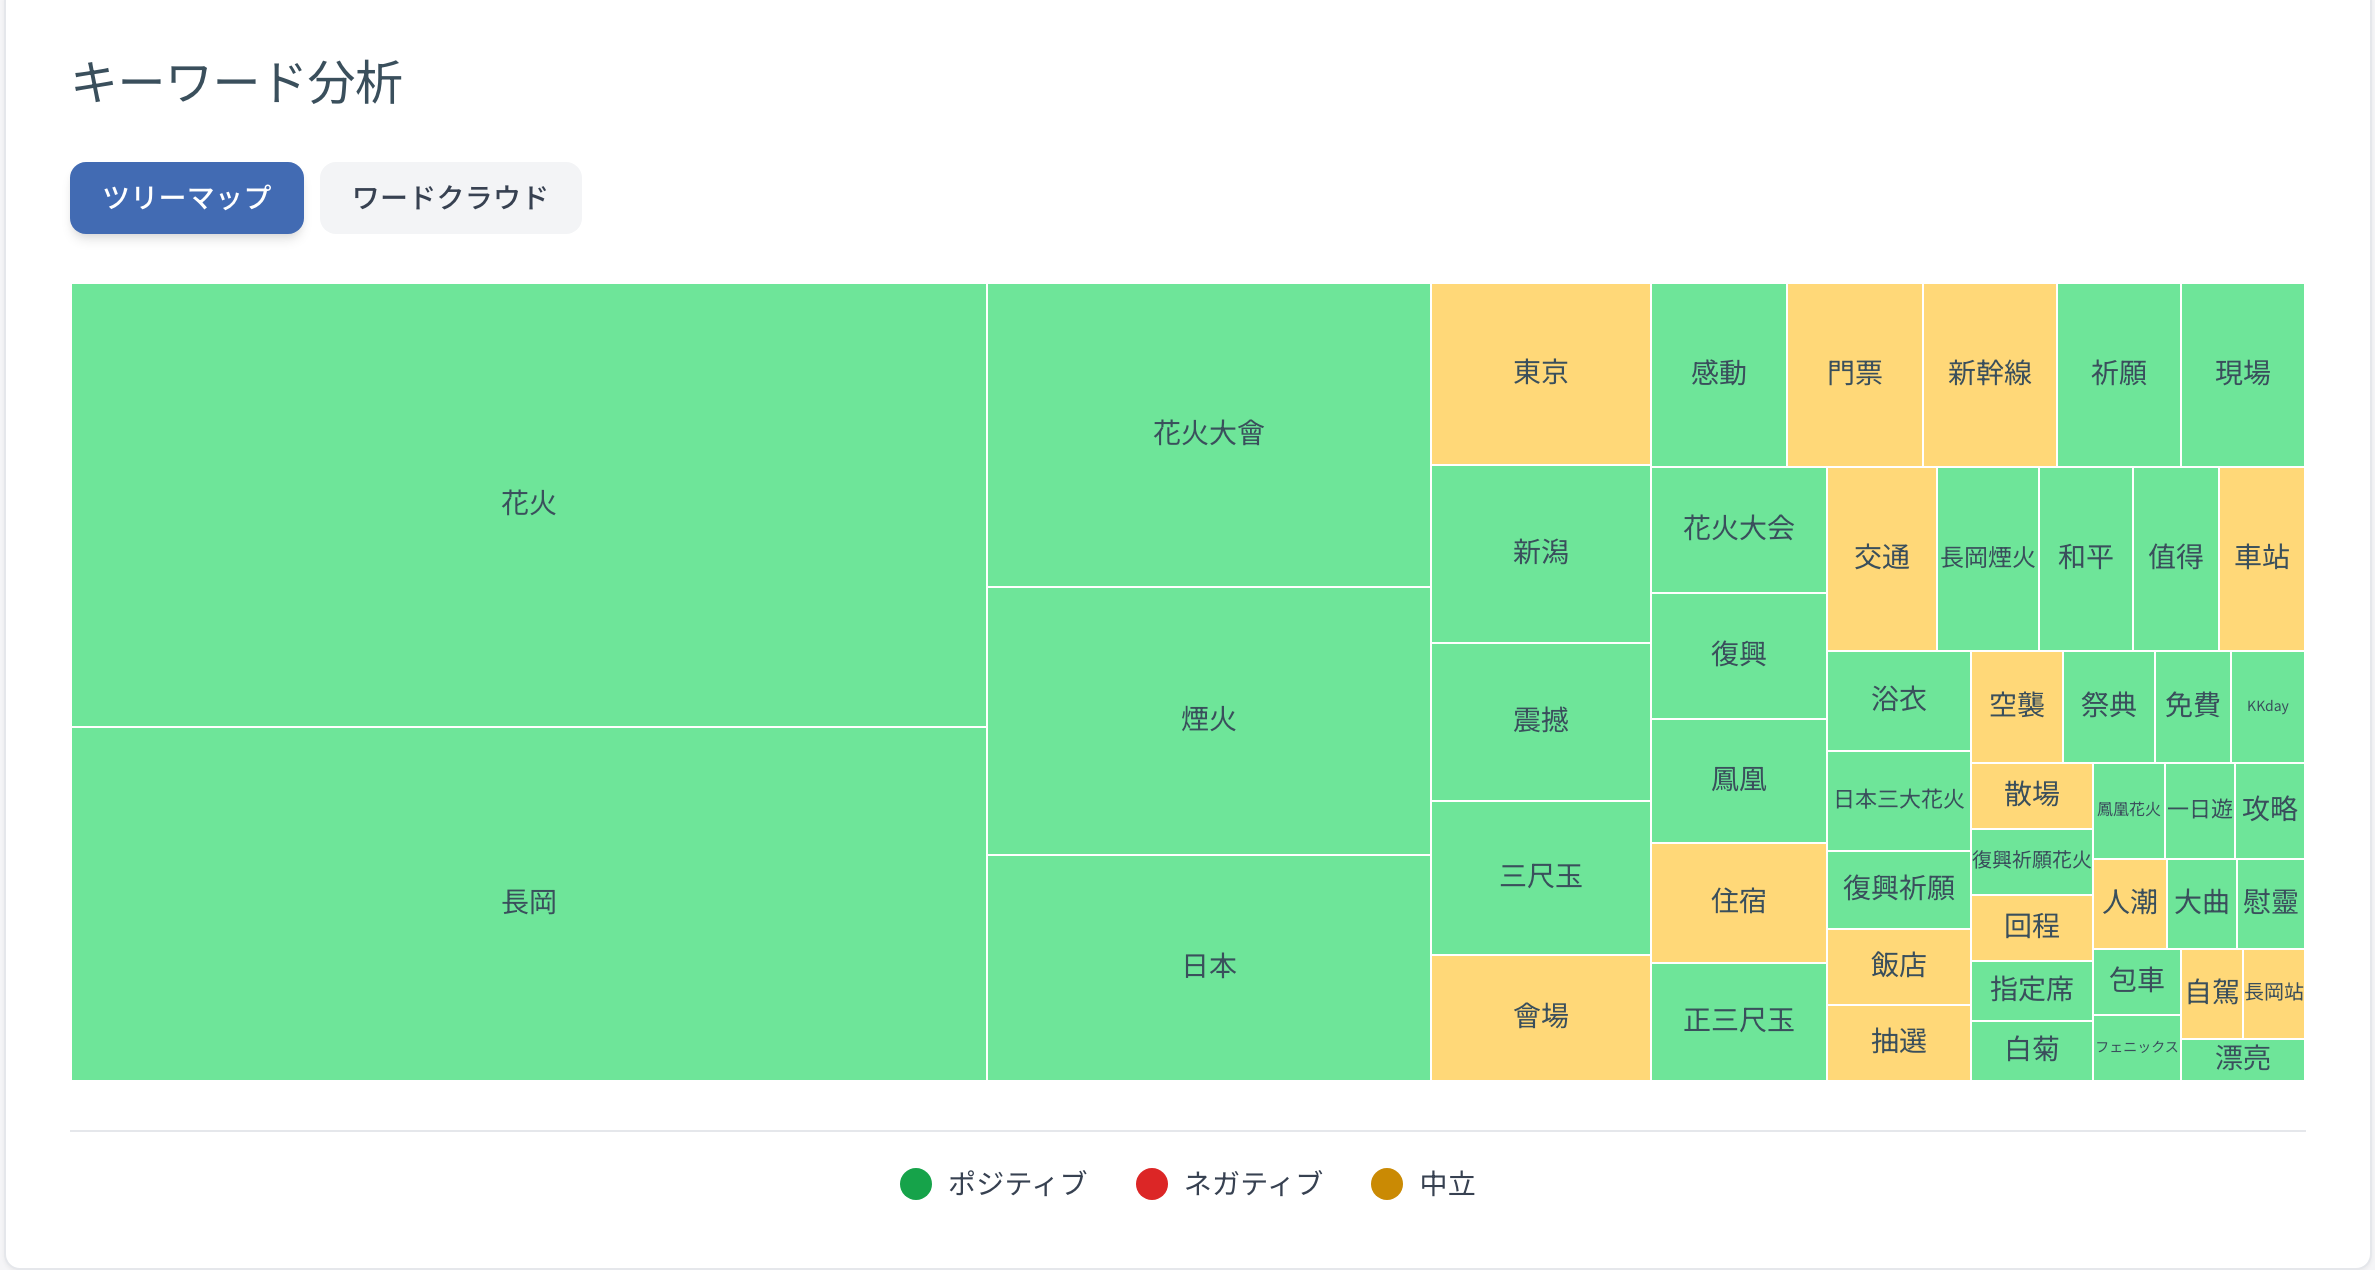 キーワード分析
ツリーマップ
ワードクラウド
花火
長岡
花火大會
煙火
日本
東京
新潟
震撼
三尺玉
會場
感動
門票
新幹線
祈願
現場
花火大会
復興
鳳凰
住宿
正三尺玉
交通
長岡煙火
和平
值得
車站
浴衣
日本三大花火
復興祈願
飯店
抽選
空襲
祭典
免費
KKday
散場
復興祈願花火
回程
指定席
白菊
鳳凰花火
一日遊
攻略
人潮
大曲
慰靈
包車
フェニックス
自駕
長岡站
漂亮
ポジティブ
ネガティブ
中立